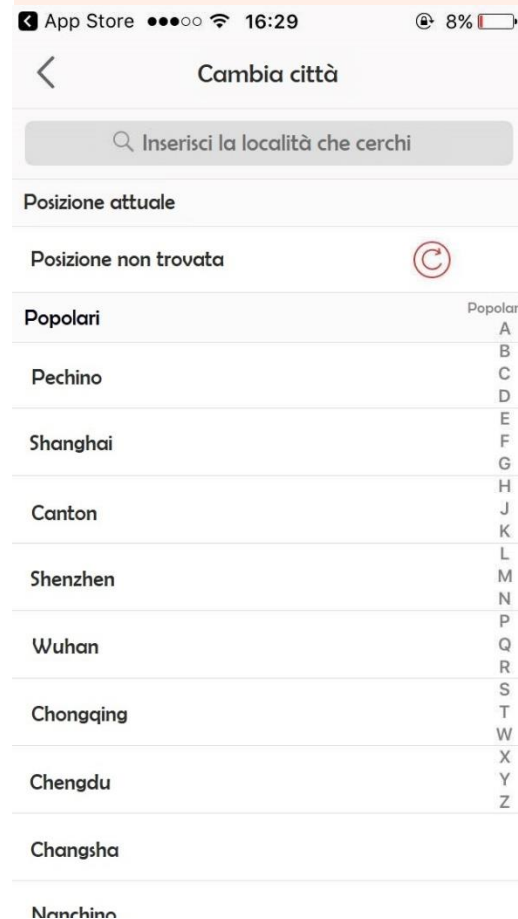 App Store 16:29 8%
Cambia città
Inserisci la località che cerchi
Posizione attuale
Posizione non trovata
Popolari
Pechino
Shanghai
Canton
Shenzhen
Wuhan
Chongqing
Chengdu
Changsha
Nanchino
Popolar
A
B
C
D
E
F
G
H
J
K
L
M
N
P
Q
R
S
T
W
X
Y
Z